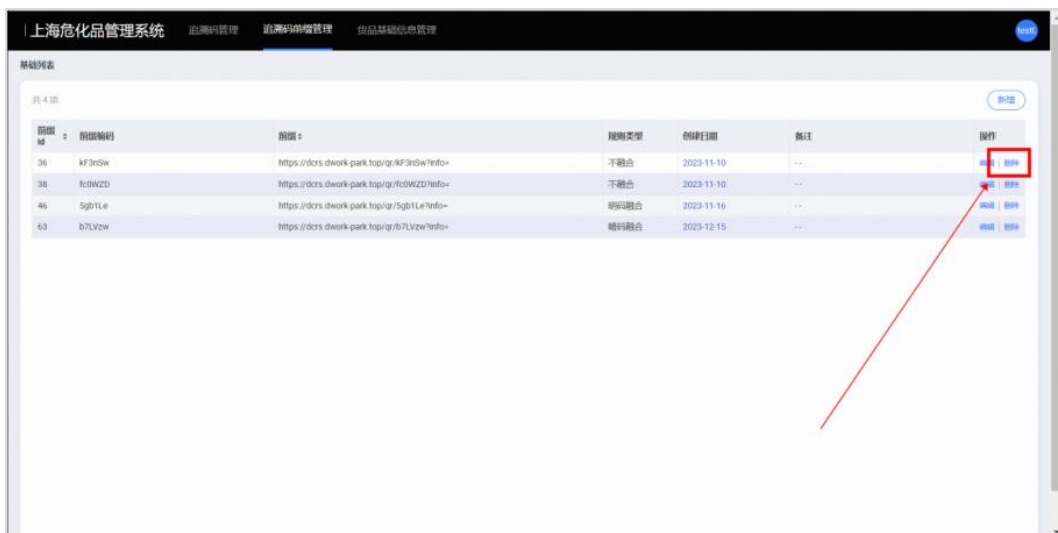 上海危化品管理系统 追溯码管理 追溯码前缀管理 货品基础信息管理 test(
基础列表
共 4 项 新增
前缀id 前缀编码 前缀 规则类型 创建日期 备注 操作
36 kF3nSw https://dcrs.dwork-park.top/qr/kF3nSw?info= 不融合 2023-11-10 -- 编辑 删除
38 fc0WZD https://dcrs.dwork-park.top/qr/fc0WZD?info= 不融合 2023-11-10 -- 编辑 删除
46 5gb1Le https://dcrs.dwork-park.top/qr/5gb1Le?info= 明码融合 2023-11-16 -- 编辑 删除
63 b7LVzw https://dcrs.dwork-park.top/qr/b7LVzw?info= 暗码融合 2023-12-15 -- 编辑 删除